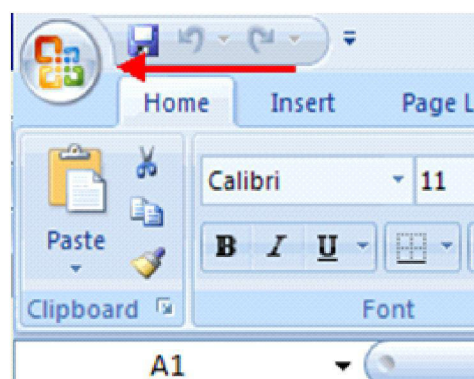 Home Insert Page L
Calibri 11
Paste B I U
Clipboard Font
A1